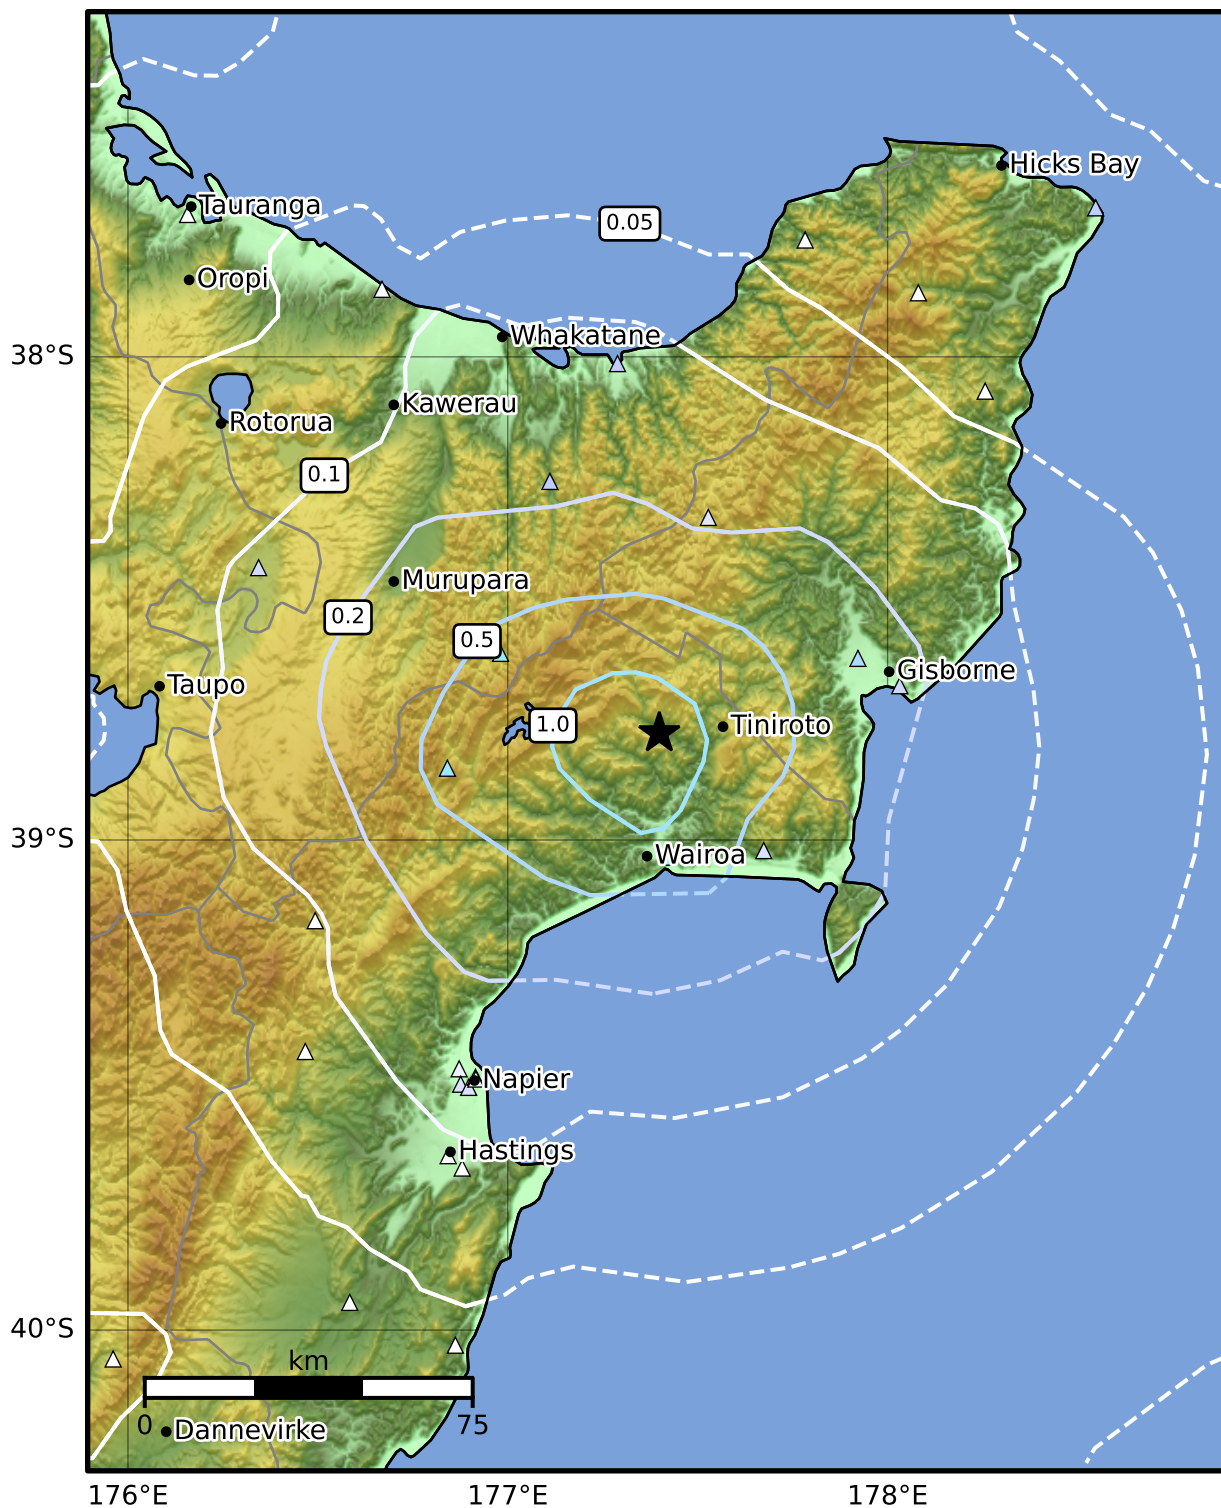 Hicks Bay
Tauranga
0.05
Oropi
Whakatane
38°S
Kawerau
Rotorua
0.1
Murupara
0.2
0.5
Gisborne
Taupo
1.0
Tiniroto
39°S
Wairoa
Napier
Hastings
40°S
km
0
75
Dannevirke
176°E
177°E
178°E